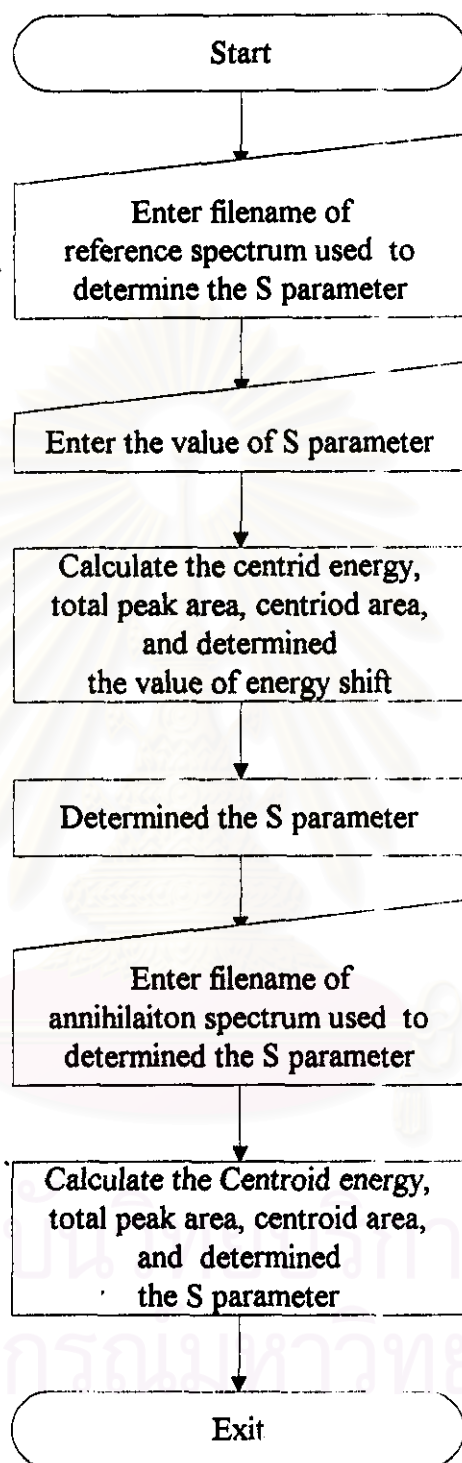 Start
Enter filename of
reference spectrum used to
determine the S parameter
Enter the value of S parameter
Calculate the centrid energy,
total peak area, centriod area,
and determined
the value of energy shift
Determined the S parameter
Enter filename of
annihilaiton spectrum used to
determined the S parameter
Calculate the Centroid energy,
total peak area, centroid area,
and determined
the S parameter
Exit